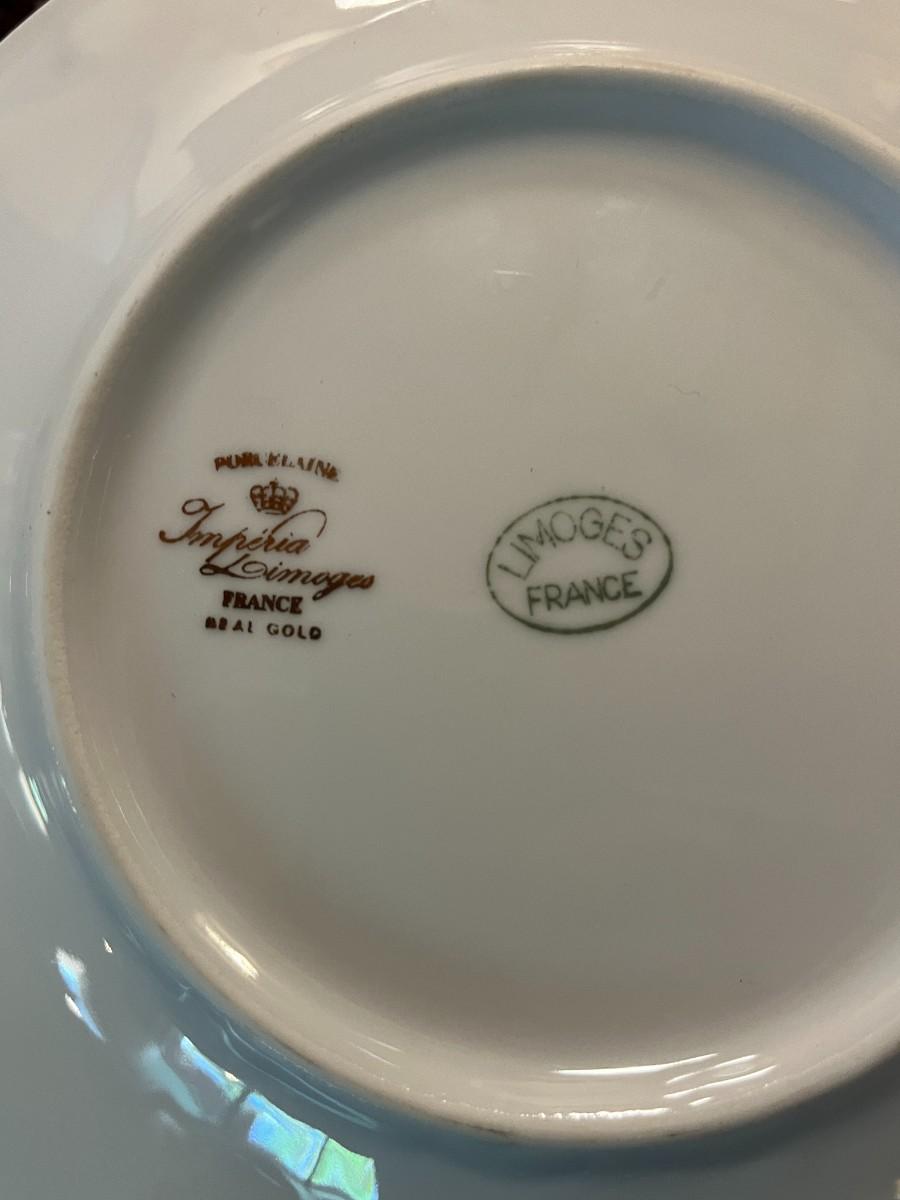 PORCELAINE
Impéria
Limoges
FRANCE
REAL GOLD
LIMOGES
FRANCE